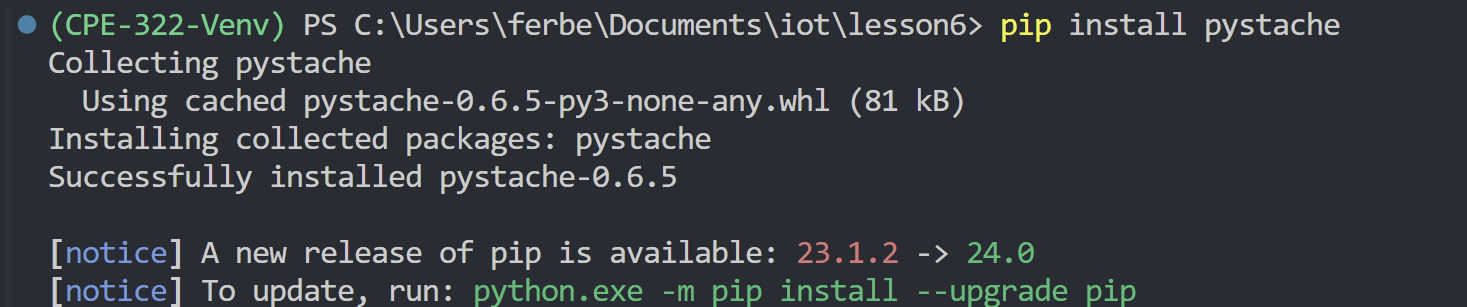 (CPE-322-Venv) PS C:\Users\ferbe\Documents\iot\lesson6> pip install pystache
Collecting pystache
  Using cached pystache-0.6.5-py3-none-any.whl (81 kB)
Installing collected packages: pystache
Successfully installed pystache-0.6.5

[notice] A new release of pip is available: 23.1.2 -> 24.0
[notice] To update, run: python.exe -m pip install --upgrade pip